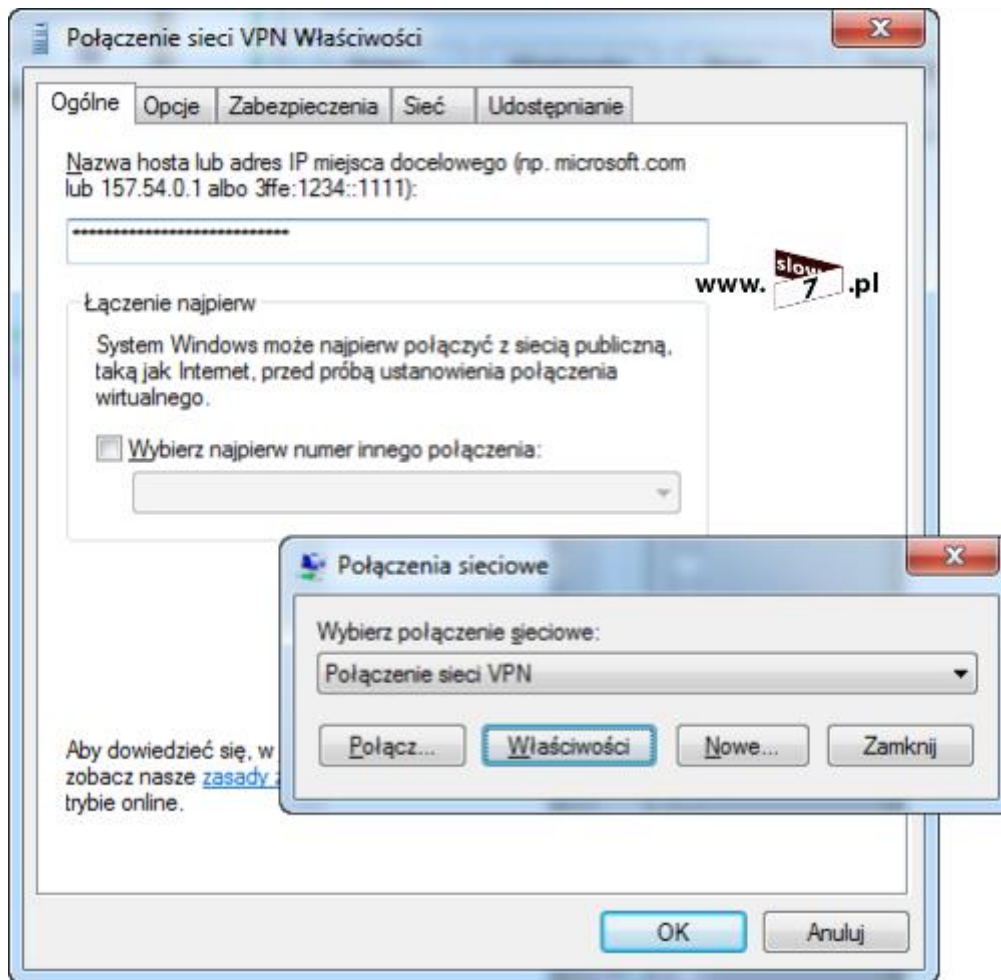 Połączenie sieci VPN Właściwości
Ogólne Opcje Zabezpieczenia Sieć Udostępnianie
Nazwa hosta lub adres IP miejsca docelowego (np. microsoft.com
lub 157.54.0.1 albo 3ffe:1234::1111):
www.slow7.pl
Łączenie najpierw
System Windows może najpierw połączyć z siecią publiczną,
taką jak Internet, przed próbą ustanowienia połączenia
wirtualnego.
Wybierz najpierw numer innego połączenia:
Połączenia sieciowe
Wybierz połączenie sieciowe:
Połączenie sieci VPN
Połącz... Właściwości Nowe... Zamknij
Aby dowiedzieć się, w
zobacz nasze zasady
trybie online.
OK Anuluj